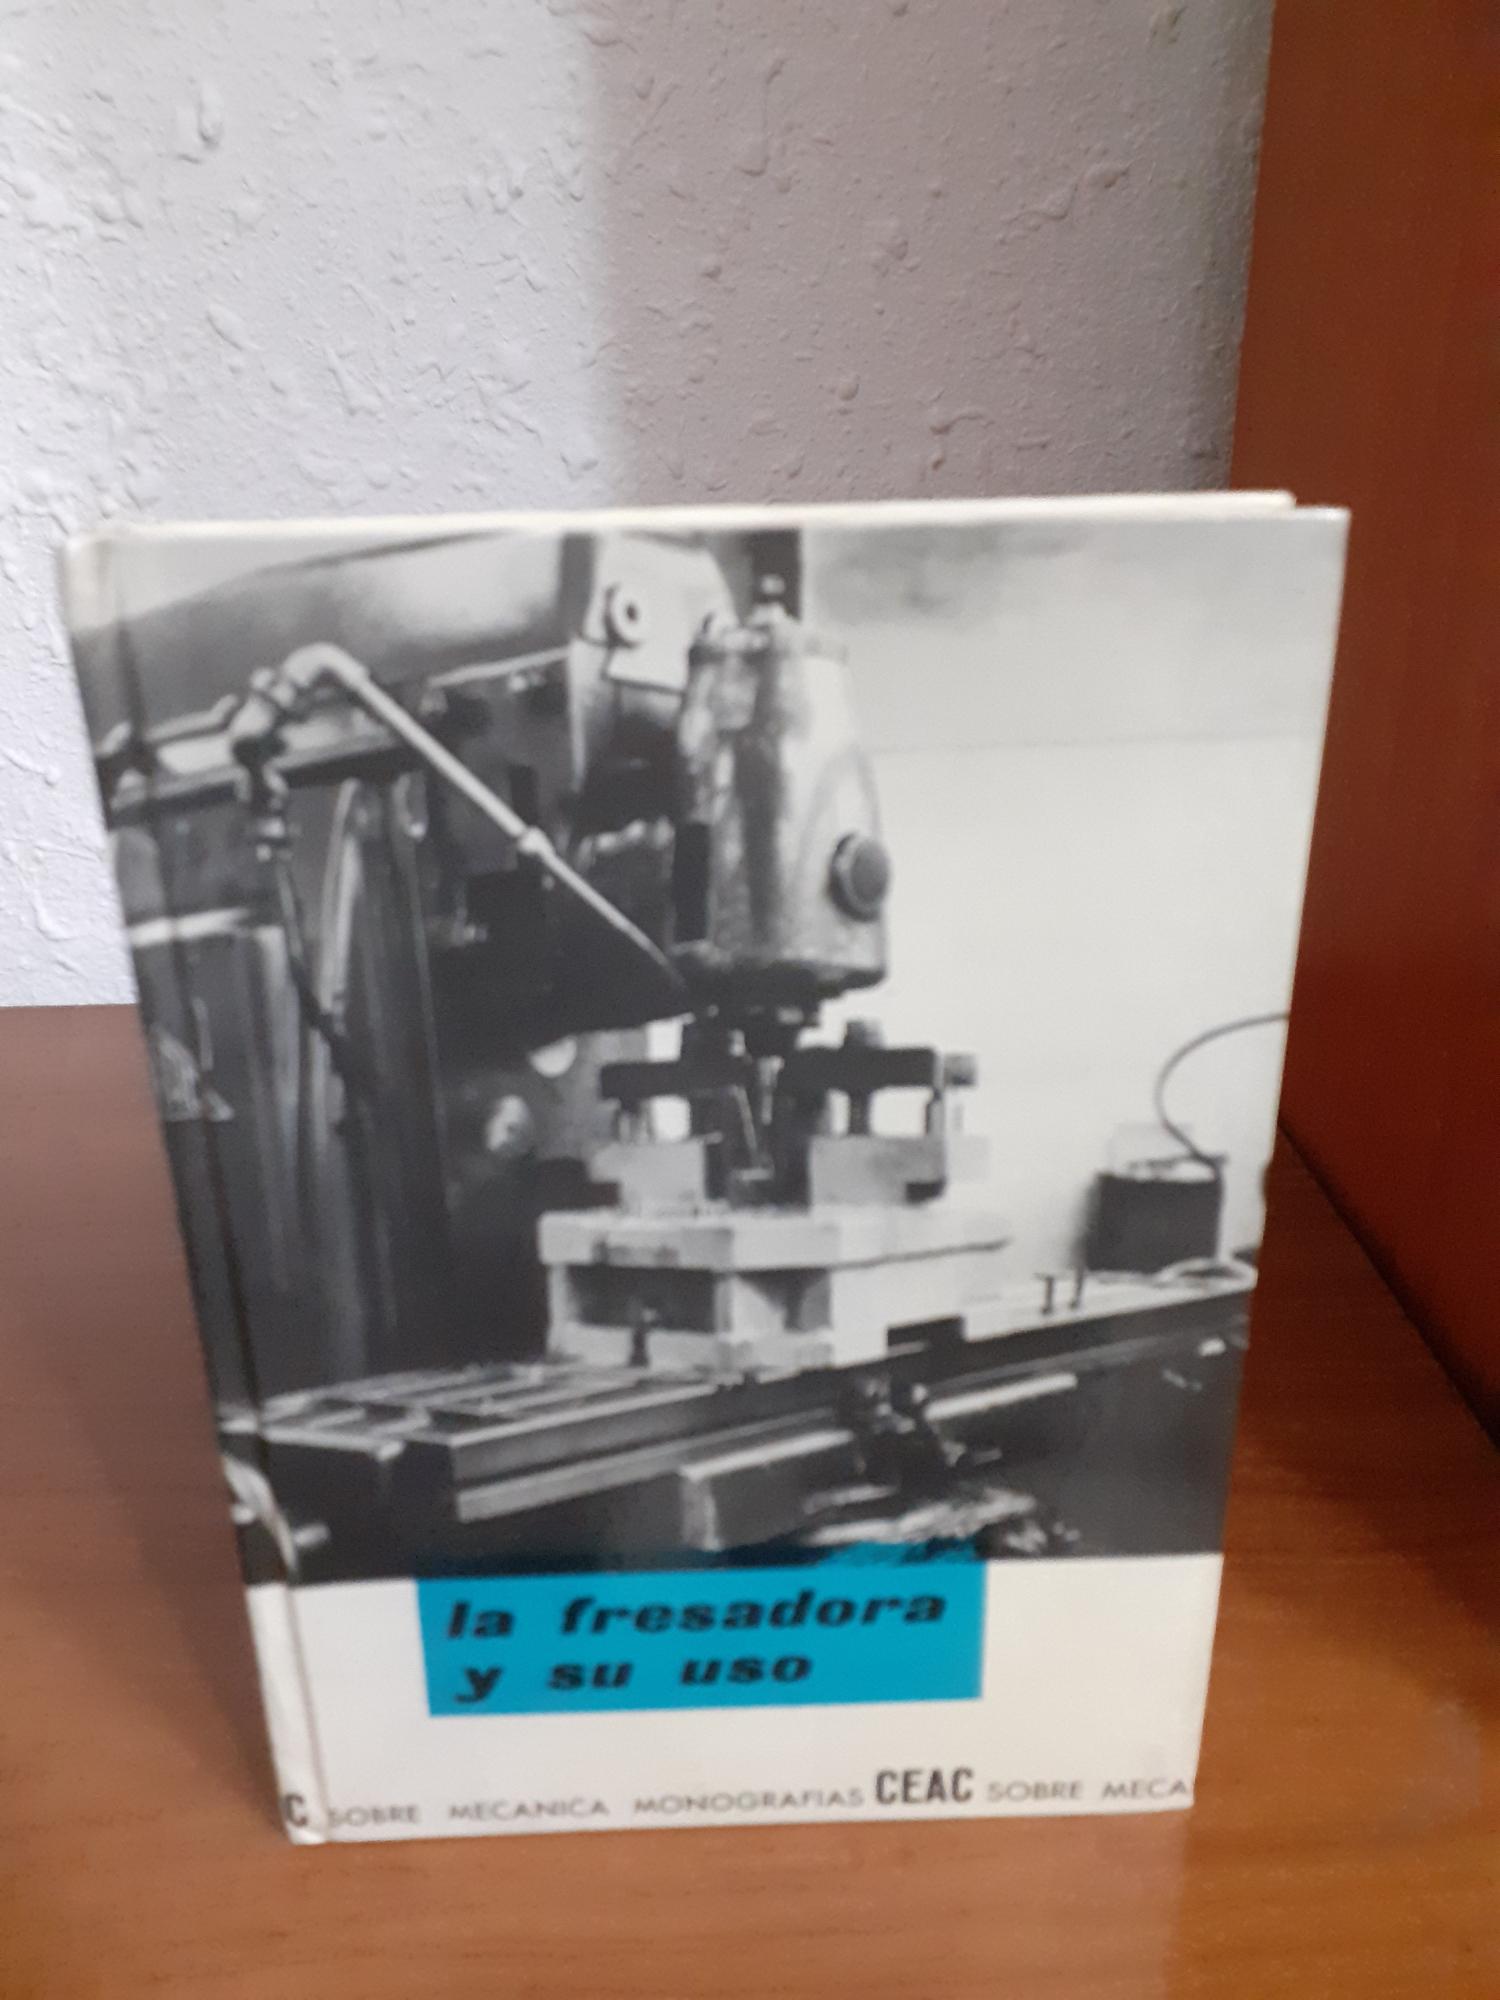 la fresadora
y su uso
C SOBRE MECANICA MONOGRAFIAS CEAC SOBRE MECA